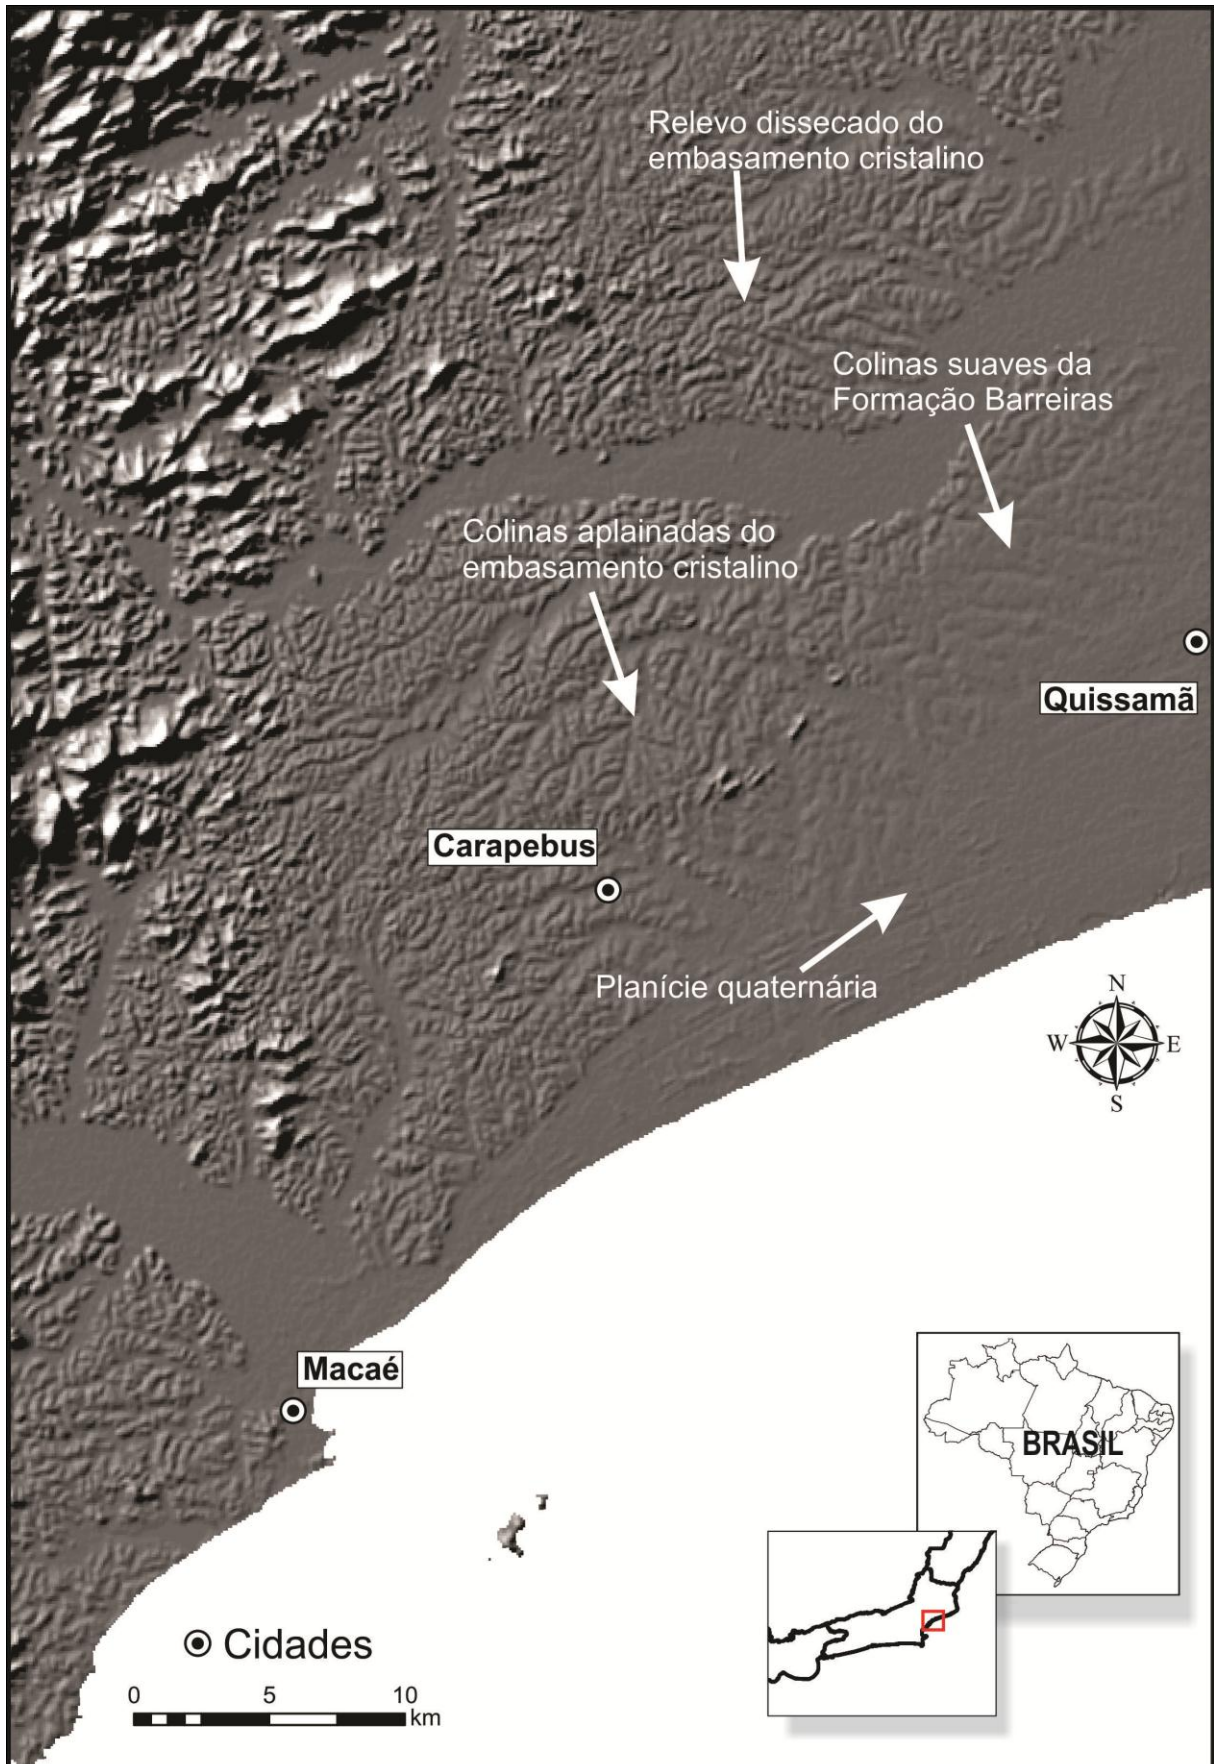 Relevo dissecado do
embasamento cristalino
Colinas suaves da
Formação Barreiras
Colinas aplainadas do
embasamento cristalino
Quissamã
Carapebus
Planície quaternária
N
W E
S
Macaé
BRASIL
Cidades
0 5 10
km